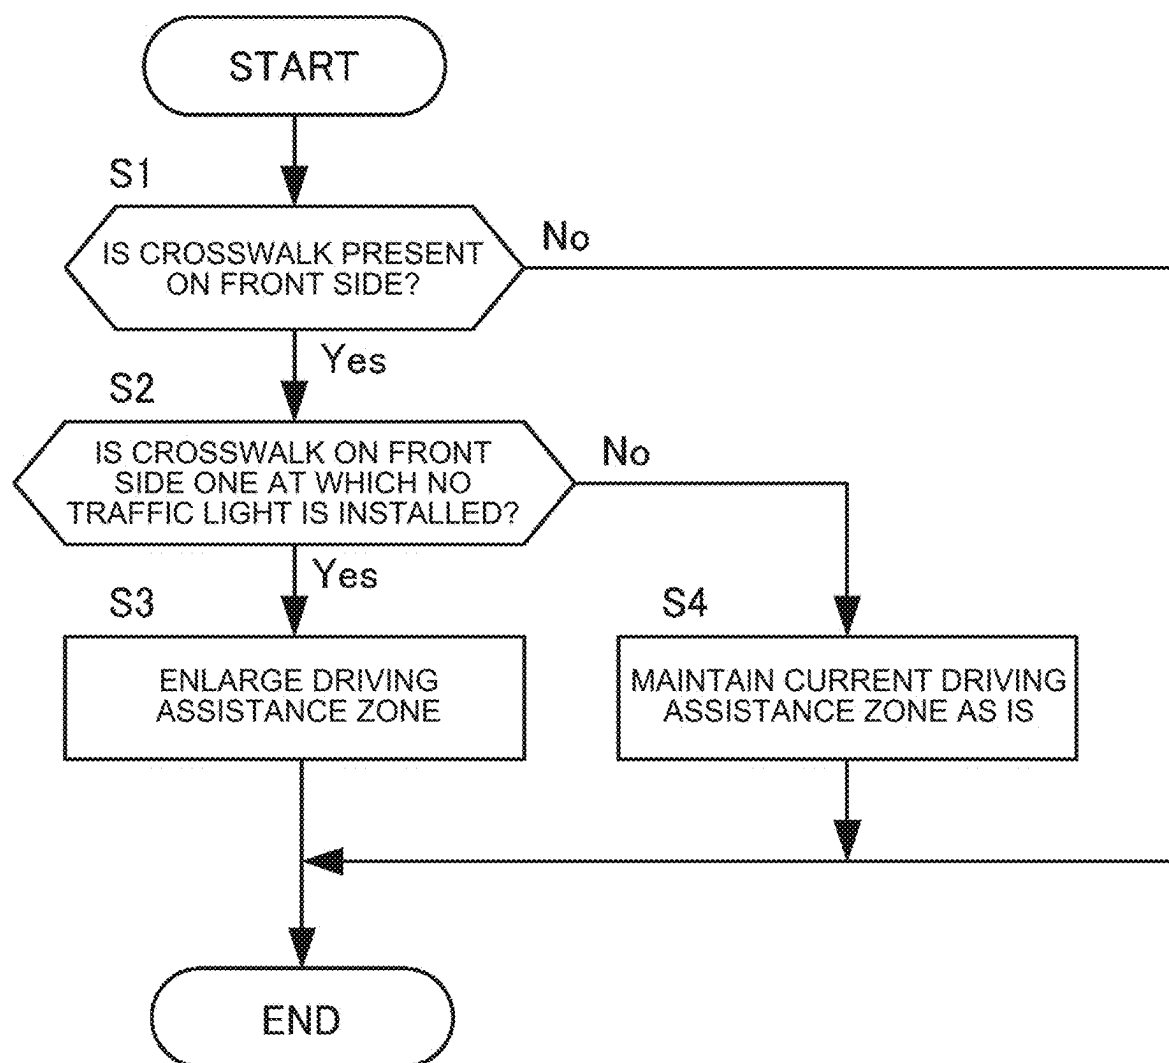 START
S1
IS CROSSWALK PRESENT
ON FRONT SIDE?
No
Yes
S2
IS CROSSWALK ON FRONT
SIDE ONE AT WHICH NO
TRAFFIC LIGHT IS INSTALLED?
No
Yes
S3
ENLARGE DRIVING
ASSISTANCE ZONE
S4
MAINTAIN CURRENT DRIVING
ASSISTANCE ZONE AS IS
END